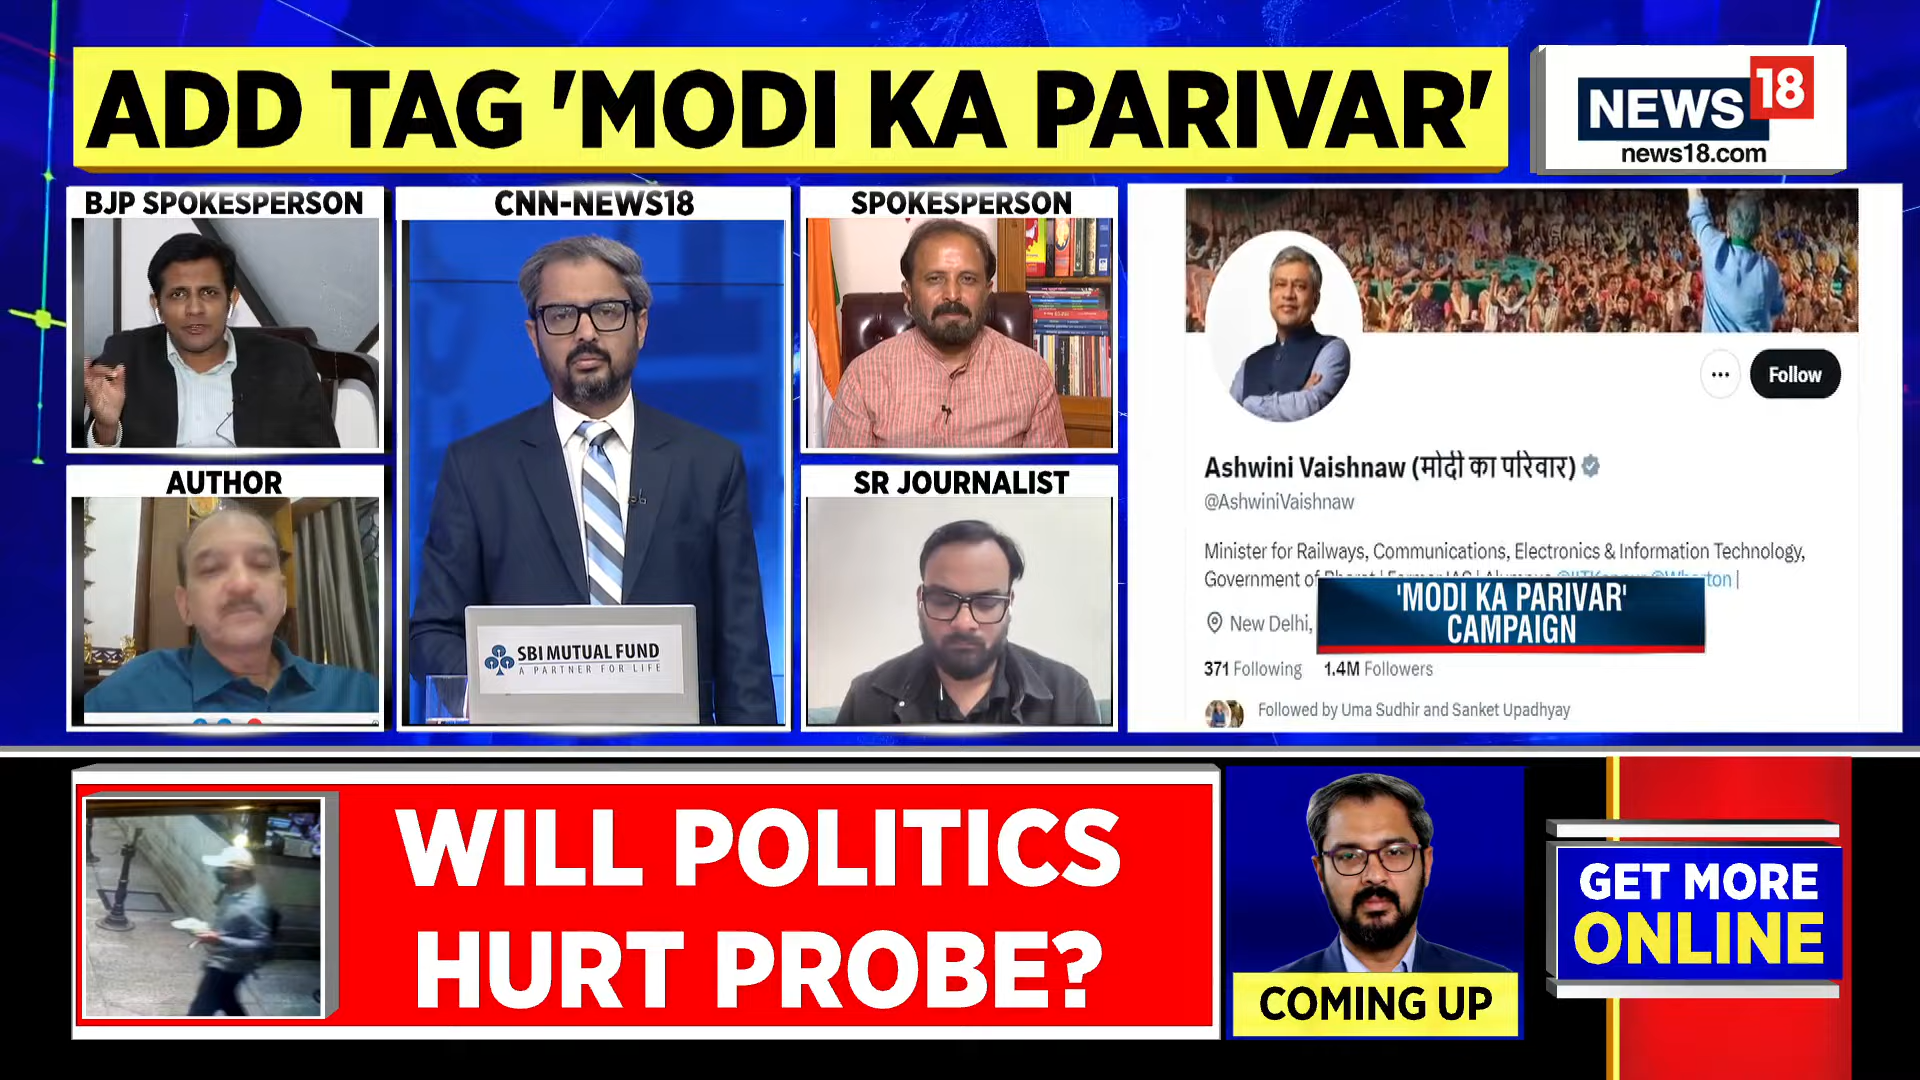 ADD TAG 'MODI KA PARIVAR'
NEWS 18
news18.com
BJP SPOKESPERSON
CNN-NEWS18
SPOKESPERSON
AUTHOR
SR JOURNALIST
SBI MUTUAL FUND
A PARTNER FOR LIFE
Follow
Ashwini Vaishnaw (मोदी का परिवार)
@AshwiniVaishnaw
Minister for Railways, Communications, Electronics & Information Technology,
Government of
'MODI KA PARIVAR'
CAMPAIGN
New Delhi,
371 Following 1.4M Followers
Followed by Uma Sudhir and Sanket Upadhyay
WILL POLITICS
HURT PROBE?
COMING UP
GET MORE
ONLINE